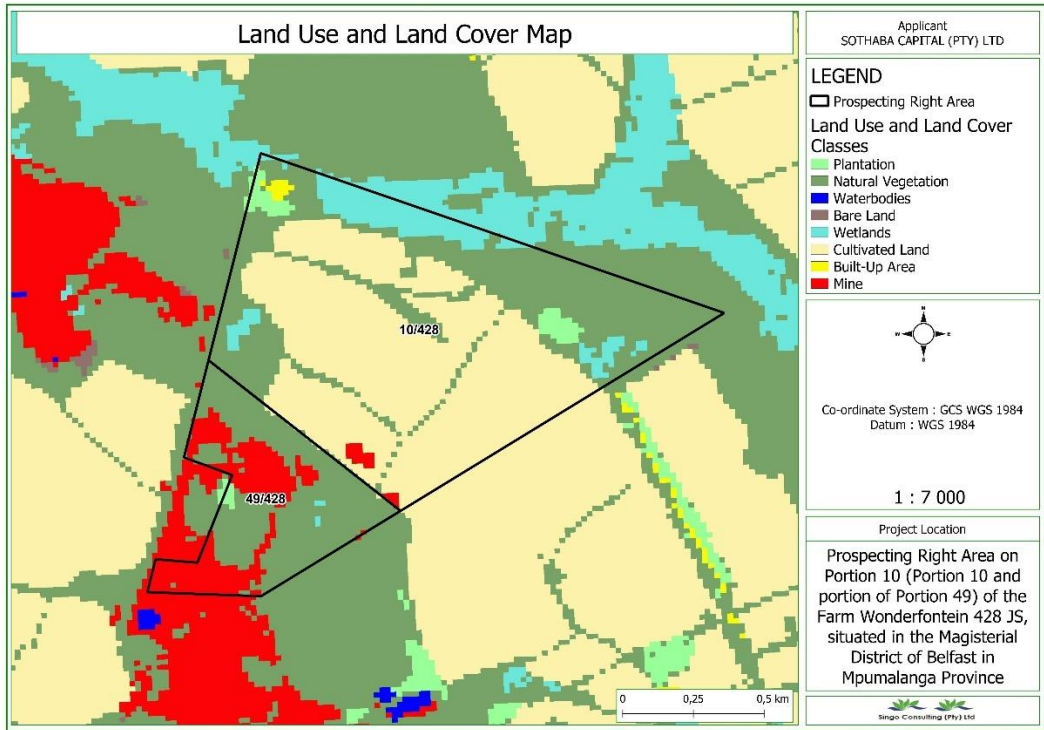 Land Use and Land Cover Map
10/428
49/428
0 0,25 0,5 km
Applicant
SOTHABA CAPITAL (PTY) LTD
LEGEND
Prospecting Right Area
Land Use and Land Cover
Classes
Plantation
Natural Vegetation
Waterbodies
Bare Land
Wetlands
Cultivated Land
Built-Up Area
Mine
N
W E
S
Co-ordinate System : GCS WGS 1984
Datum : WGS 1984
1 : 7 000
Project Location
Prospecting Right Area on
Portion 10 (Portion 10 and
portion of Portion 49) of the
Farm Wonderfontein 428 JS,
situated in the Magisterial
District of Belfast in
Mpumalanga Province
Singo Consulting (Pty) Ltd